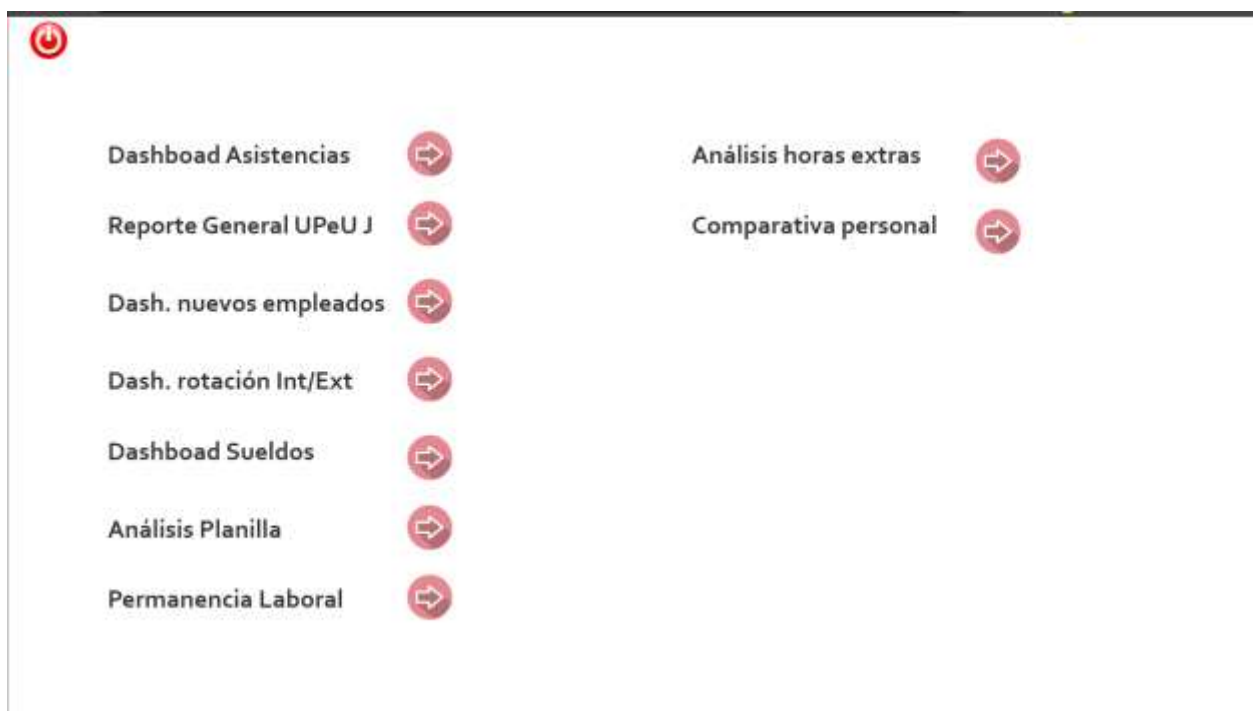 Dashboad Asistencias
Reporte General UPeU J
Dash. nuevos empleados
Dash. rotación Int/Ext
Dashboad Sueldos
Análisis Planilla
Permanencia Laboral
Análisis horas extras
Comparativa personal